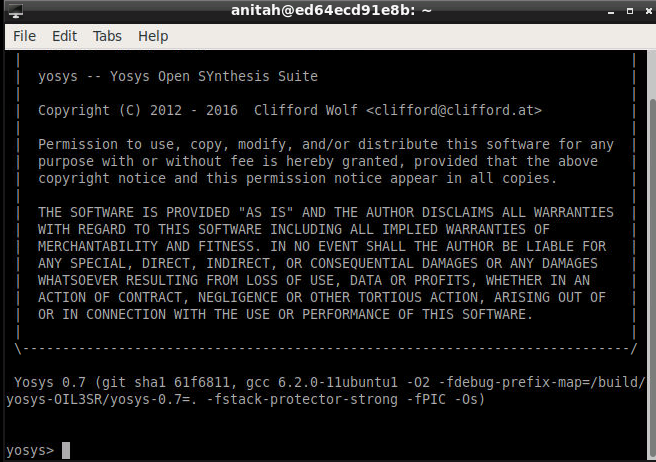 anitah@ed64ecd91e8b: ~
File Edit Tabs Help
| |
| yosys -- Yosys Open SYnthesis Suite |
| |
| Copyright (C) 2012 - 2016  Clifford Wolf <clifford@clifford.at> |
| |
| Permission to use, copy, modify, and/or distribute this software for any |
| purpose with or without fee is hereby granted, provided that the above |
| copyright notice and this permission notice appear in all copies. |
| |
| THE SOFTWARE IS PROVIDED "AS IS" AND THE AUTHOR DISCLAIMS ALL WARRANTIES |
| WITH REGARD TO THIS SOFTWARE INCLUDING ALL IMPLIED WARRANTIES OF |
| MERCHANTABILITY AND FITNESS. IN NO EVENT SHALL THE AUTHOR BE LIABLE FOR |
| ANY SPECIAL, DIRECT, INDIRECT, OR CONSEQUENTIAL DAMAGES OR ANY DAMAGES |
| WHATSOEVER RESULTING FROM LOSS OF USE, DATA OR PROFITS, WHETHER IN AN |
| ACTION OF CONTRACT, NEGLIGENCE OR OTHER TORTIOUS ACTION, ARISING OUT OF |
| OR IN CONNECTION WITH THE USE OR PERFORMANCE OF THIS SOFTWARE. |
| |
\----------------------------------------------------------------------------/
Yosys 0.7 (git sha1 61f6811, gcc 6.2.0-11ubuntu1 -O2 -fdebug-prefix-map=/build/
yosys-OIL3SR/yosys-0.7=. -fstack-protector-strong -fPIC -Os)
yosys>